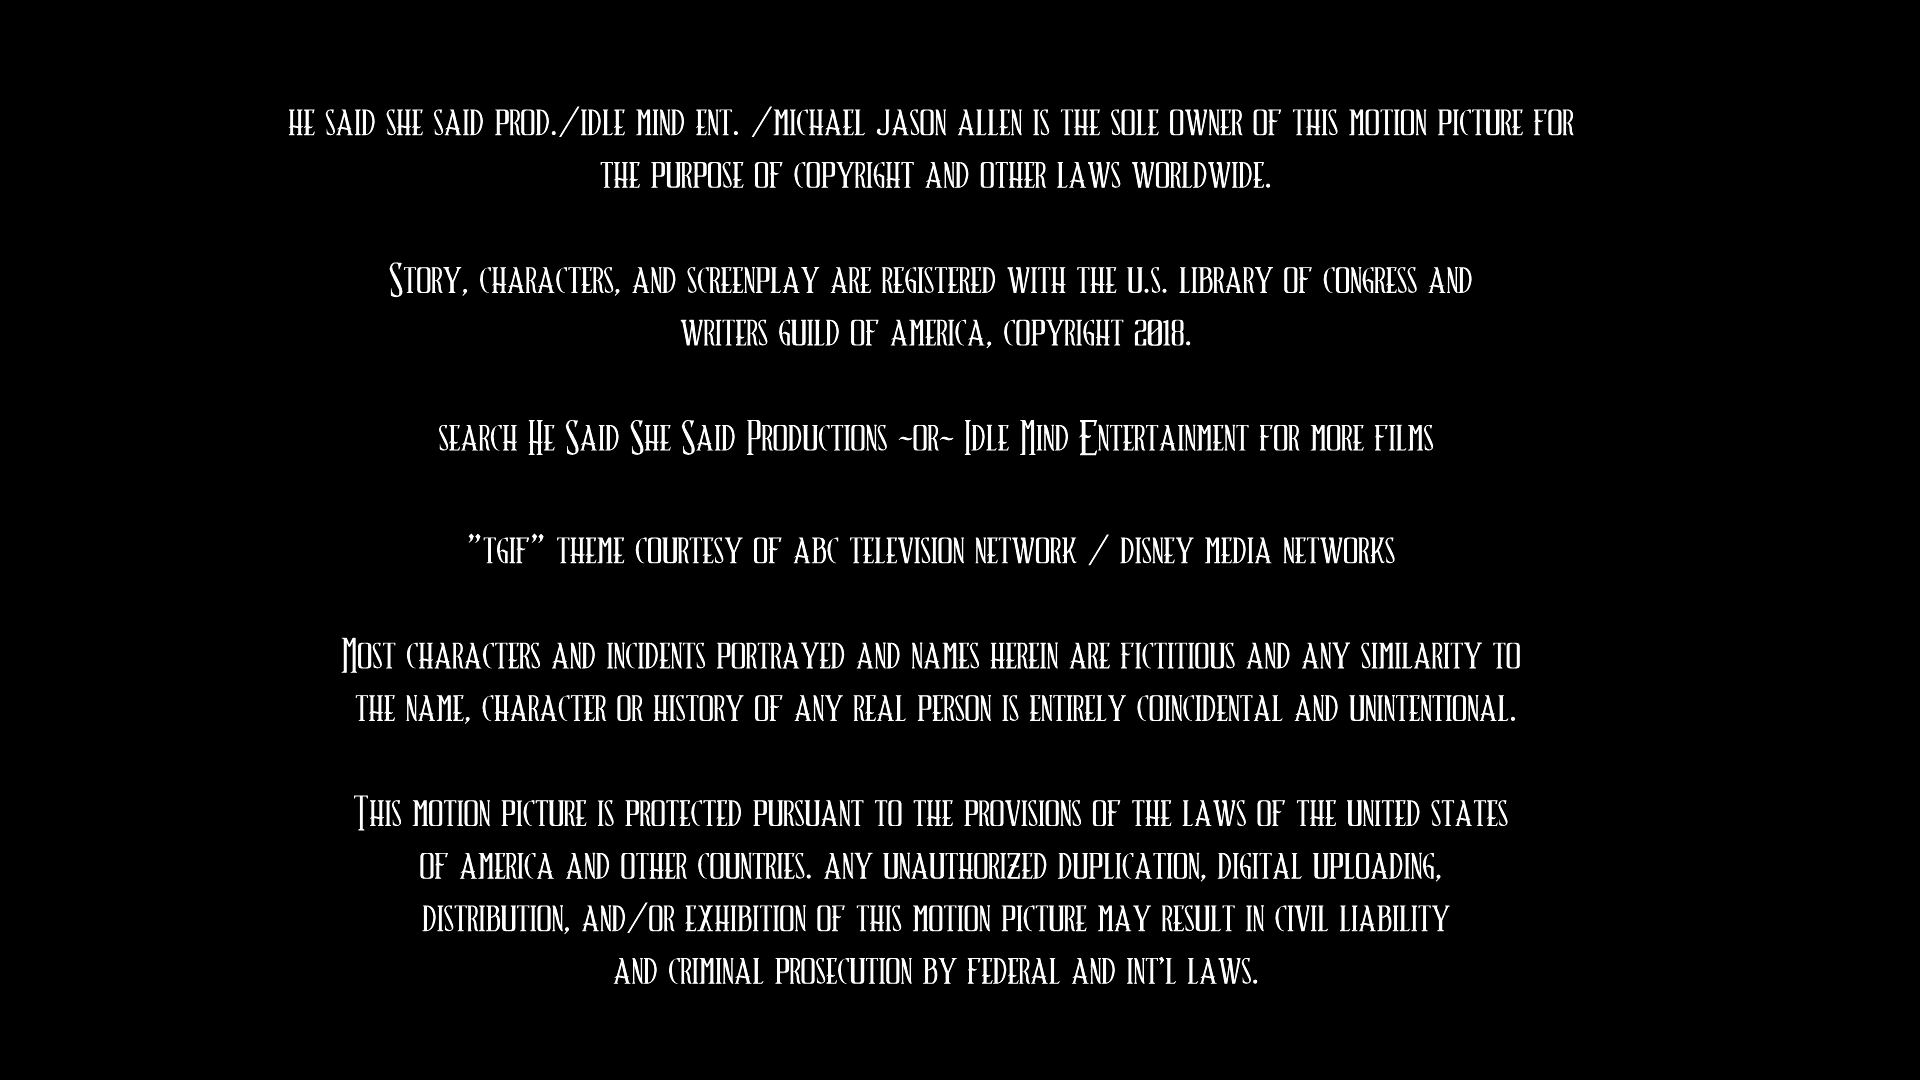 HE SAID SHE SAID PROD./IDLE MIND ENT. /MICHAEL JASON ALLEN IS THE SOLE OWNER OF THIS MOTION PICTURE FOR
THE PURPOSE OF COPYRIGHT AND OTHER LAWS WORLDWIDE.
STORY, CHARACTERS, AND SCREENPLAY ARE REGISTERED WITH THE U.S. LIBRARY OF CONGRESS AND
WRITERS GUILD OF AMERICA, COPYRIGHT 2018.
SEARCH HE SAID SHE SAID PRODUCTIONS ~OR~ IDLE MIND ENTERTAINMENT FOR MORE FILMS
"TGIF" THEME COURTESY OF ABC TELEVISION NETWORK / DISNEY MEDIA NETWORKS
MOST CHARACTERS AND INCIDENTS PORTRAYED AND NAMES HEREIN ARE FICTITIOUS AND ANY SIMILARITY TO
THE NAME, CHARACTER OR HISTORY OF ANY REAL PERSON IS ENTIRELY COINCIDENTAL AND UNINTENTIONAL.
THIS MOTION PICTURE IS PROTECTED PURSUANT TO THE PROVISIONS OF THE LAWS OF THE UNITED STATES
OF AMERICA AND OTHER COUNTRIES. ANY UNAUTHORIZED DUPLICATION, DIGITAL UPLOADING,
DISTRIBUTION, AND/OR EXHIBITION OF THIS MOTION PICTURE MAY RESULT IN CIVIL LIABILITY
AND CRIMINAL PROSECUTION BY FEDERAL AND INT'L LAWS.